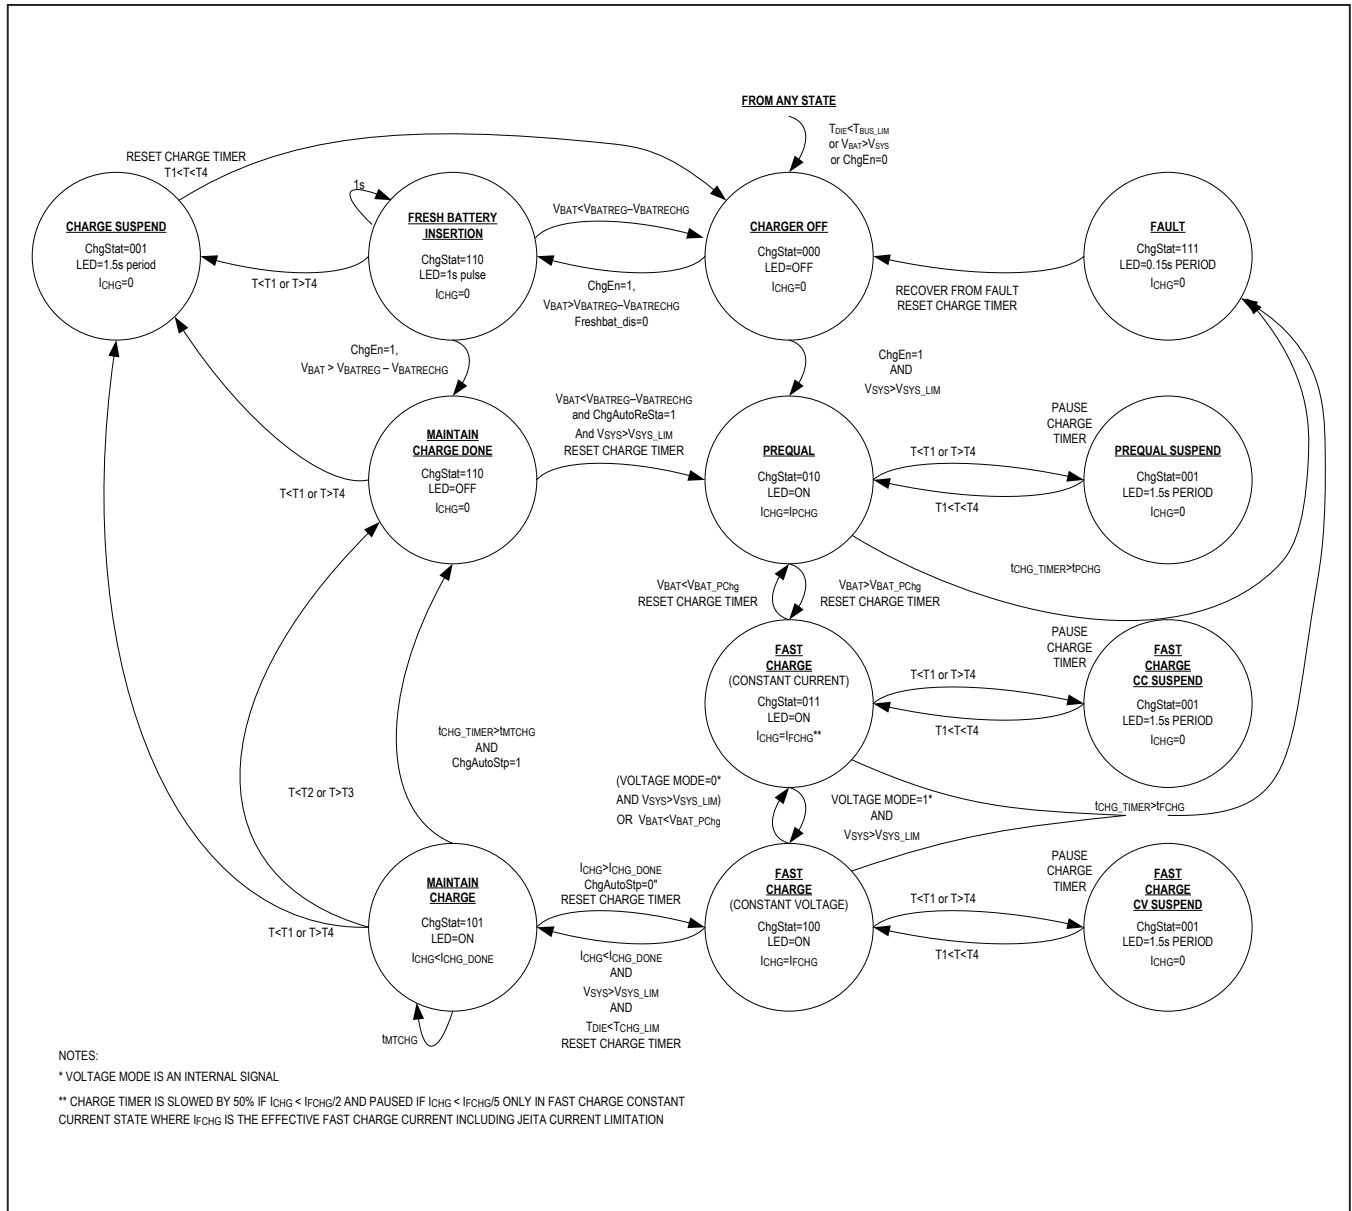 FROM ANY STATE
TDIE<TBUS_LIM
or VBAT>VSYS
or ChgEn=0
RESET CHARGE TIMER
T1<T<T4
CHARGE SUSPEND
ChgStat=001
LED=1.5s period
ICHG=0
1s
FRESH BATTERY
INSERTION
ChgStat=110
LED=1s pulse
ICHG=0
T<T1 or T>T4
VBAT<VBATREG–VBATRECHG
ChgEn=1,
VBAT>VBATREG–VBATRECHG
Freshbat_dis=0
CHARGER OFF
ChgStat=000
LED=OFF
ICHG=0
RECOVER FROM FAULT
RESET CHARGE TIMER
FAULT
ChgStat=111
LED=0.15s PERIOD
ICHG=0
ChgEn=1,
VBAT > VBATREG – VBATRECHG
ChgEn=1
AND
VSYS>VSYS_LIM
MAINTAIN
CHARGE DONE
ChgStat=110
LED=OFF
ICHG=0
T<T1 or T>T4
VBAT<VBATREG–VBATRECHG
and ChgAutoReSta=1
And VSYS>VSYS_LIM
RESET CHARGE TIMER
PREQUAL
ChgStat=010
LED=ON
ICHG=IPCHG
T<T1 or T>T4
T1<T<T4
PAUSE
CHARGE
TIMER
PREQUAL SUSPEND
ChgStat=001
LED=1.5s PERIOD
ICHG=0
tCHG_TIMER>tPCHG
VBAT<VBAT_PChg
RESET CHARGE TIMER
VBAT>VBAT_PChg
RESET CHARGE TIMER
FAST
CHARGE
(CONSTANT CURRENT)
ChgStat=011
LED=ON
ICHG=IFCHG**
T<T1 or T>T4
T1<T<T4
PAUSE
CHARGE
TIMER
FAST
CHARGE
CC SUSPEND
ChgStat=001
LED=1.5s PERIOD
ICHG=0
tCHG_TIMER>tMTCHG
AND
ChgAutoStp=1
T<T2 or T>T3
(VOLTAGE MODE=0*
AND VSYS>VSYS_LIM)
OR VBAT<VBAT_PChg
VOLTAGE MODE=1*
AND
VSYS>VSYS_LIM
tCHG_TIMER>tFCHG
MAINTAIN
CHARGE
ChgStat=101
LED=ON
ICHG<ICHG_DONE
T<T1 or T>T4
tMTCHG
ICHG>ICHG_DONE
ChgAutoStp=0"
RESET CHARGE TIMER
ICHG<ICHG_DONE
AND
VSYS>VSYS_LIM
AND
TDIE<TCHG_LIM
RESET CHARGE TIMER
FAST
CHARGE
(CONSTANT VOLTAGE)
ChgStat=100
LED=ON
ICHG=IFCHG
T<T1 or T>T4
T1<T<T4
PAUSE
CHARGE
TIMER
FAST
CHARGE
CV SUSPEND
ChgStat=001
LED=1.5s PERIOD
ICHG=0
NOTES:
* VOLTAGE MODE IS AN INTERNAL SIGNAL
** CHARGE TIMER IS SLOWED BY 50% IF ICHG < IFCHG/2 AND PAUSED IF ICHG < IFCHG/5 ONLY IN FAST CHARGE CONSTANT
CURRENT STATE WHERE IFCHG IS THE EFFECTIVE FAST CHARGE CURRENT INCLUDING JEITA CURRENT LIMITATION